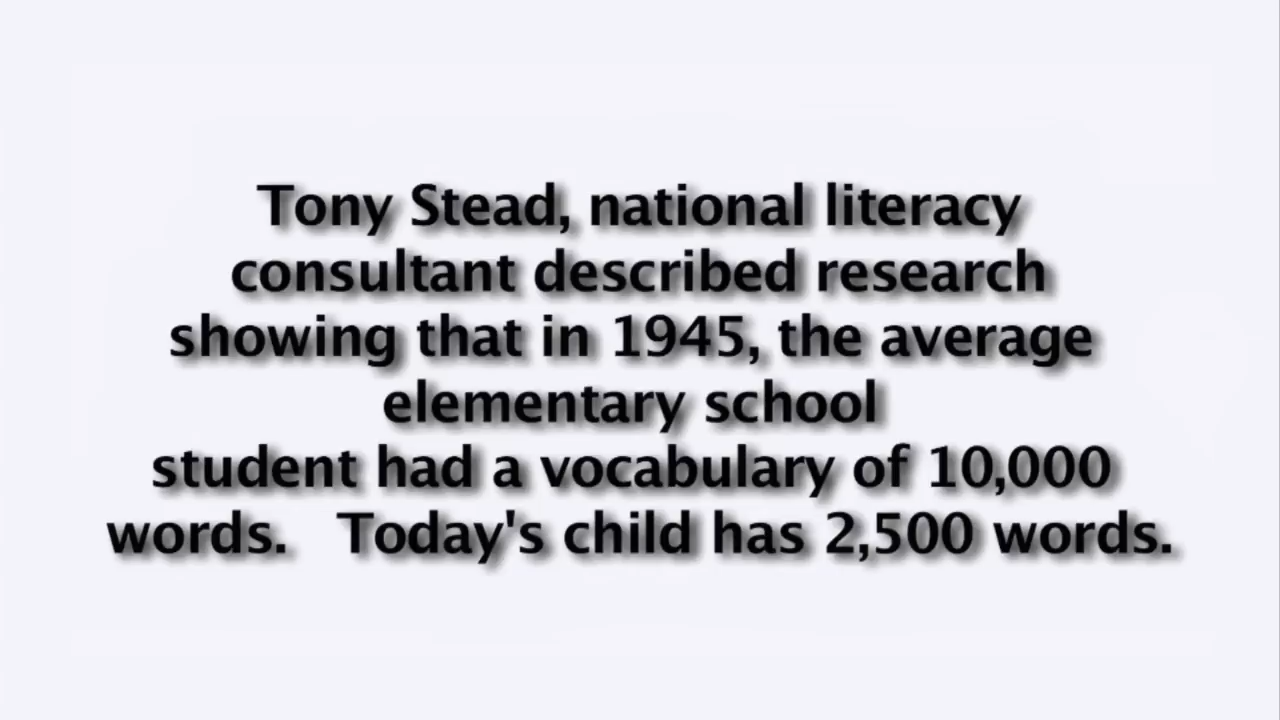 Tony Stead, national literacy
consultant described research
showing that in 1945, the average
elementary school
student had a vocabulary of 10,000
words.   Today's child has 2,500 words.